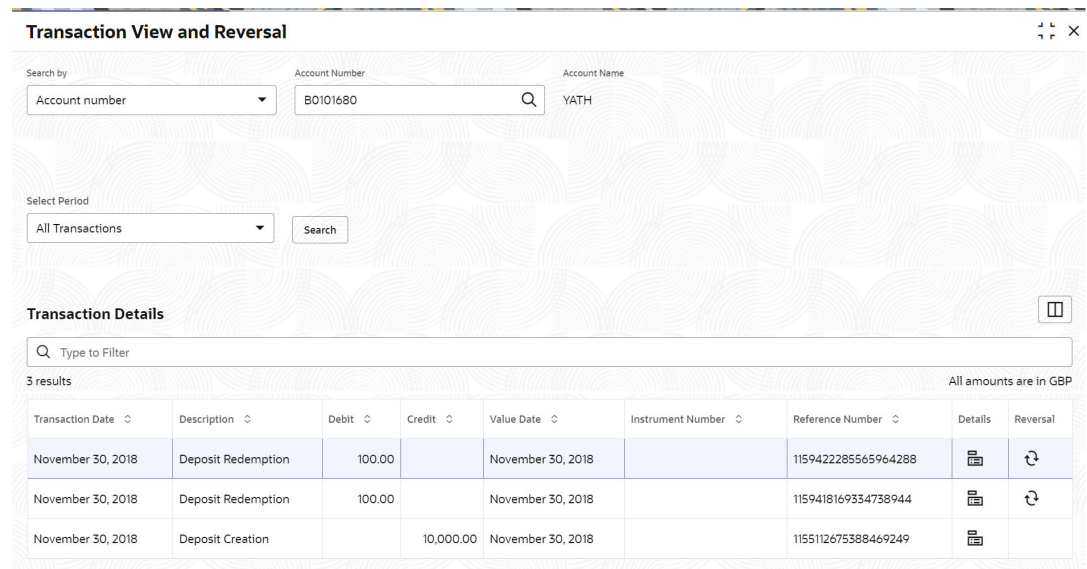 Transaction View and Reversal
Search by Account Number Account Name
Account number B0101680 YATH
Select Period
All Transactions Search
Transaction Details
Type to Filter
3 results All amounts are in GBP
Transaction Date Description Debit Credit Value Date Instrument Number Reference Number Details Reversal
November 30, 2018 Deposit Redemption 100.00 November 30, 2018 1159422285565964288
November 30, 2018 Deposit Redemption 100.00 November 30, 2018 1159418169334738944
November 30, 2018 Deposit Creation 10,000.00 November 30, 2018 1155112675388469249